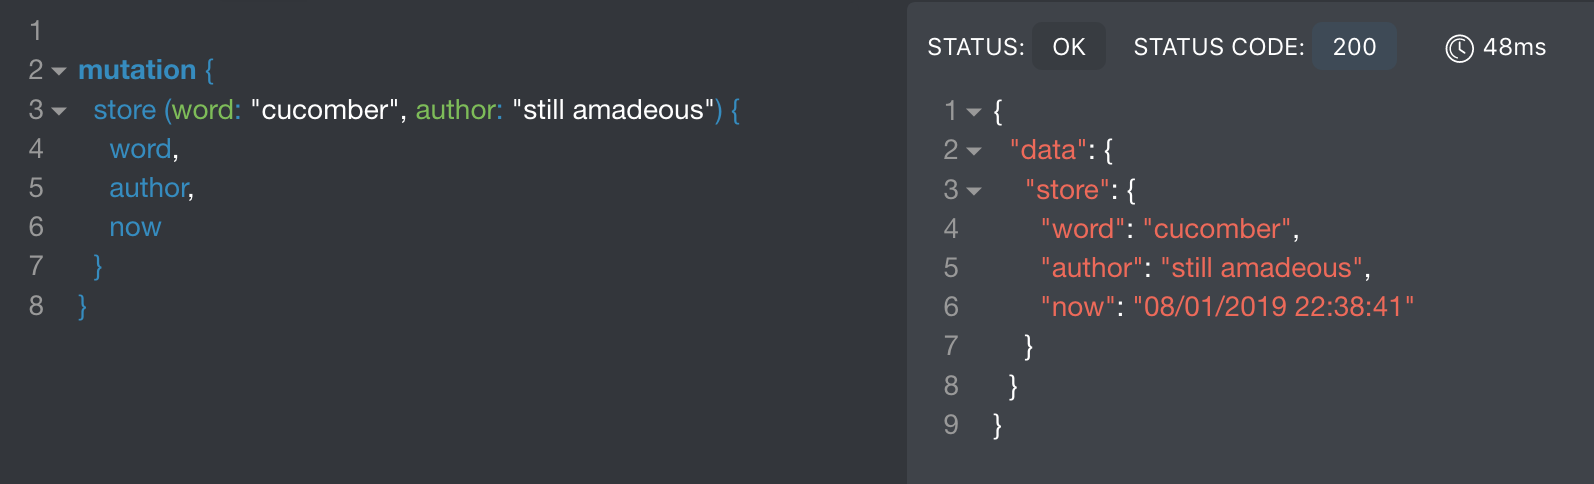 1
2 mutation {
3 store (word: "cucomber", author: "still amadeous") {
4 word,
5 author,
6 now
7 }
8 }
STATUS: OK STATUS CODE: 200 48ms
1 {
2 "data": {
3 "store": {
4 "word": "cucomber",
5 "author": "still amadeous",
6 "now": "08/01/2019 22:38:41"
7 }
8 }
9 }